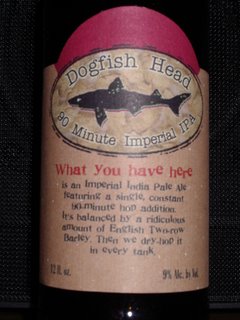 Dogfish Head
90 Minute Imperial IPA
What you have here
is an Imperial India Pale Ale
featuring a single, constant
90-minute hop addition.
It's balanced by a ridiculous
amount of English Two-row
Barley. Then we dry-hop it
in every tank.
12 fl. oz.
9% Alc. by Vol.